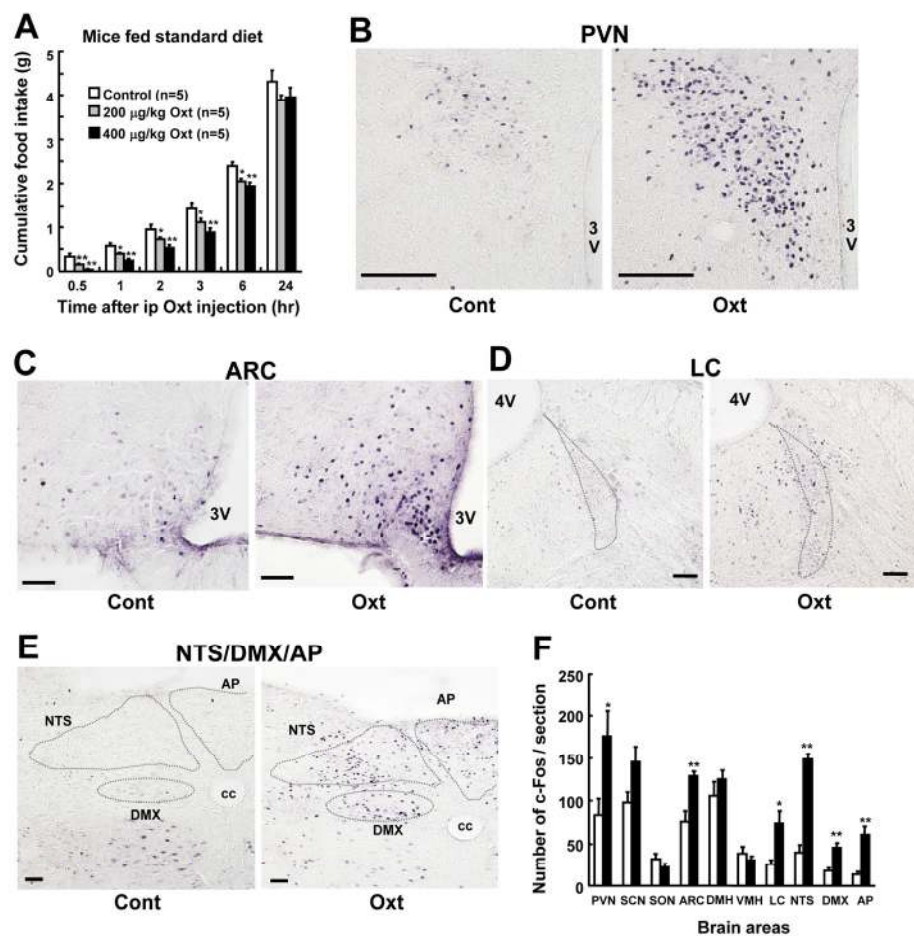 A
Mice fed standard diet
Cumulative food intake (g)
5
4
3
2
1
0
Control (n=5)
200 µg/kg Oxt (n=5)
400 µg/kg Oxt (n=5)
** **
* **
* **
* **
* **
0.5 1 2 3 6 24
Time after ip Oxt injection (hr)
B
PVN
3V
3V
Cont
Oxt
C
ARC
3V
3V
Cont
Oxt
D
LC
4V
4V
Cont
Oxt
E
NTS/DMX/AP
AP
NTS
DMX
cc
AP
NTS
DMX
cc
Cont
Oxt
F
Number of c-Fos / section
250
200
150
100
50
0
* ** * ** ** **
PVN SCN SON ARC DMH VMH LC NTS DMX AP
Brain areas